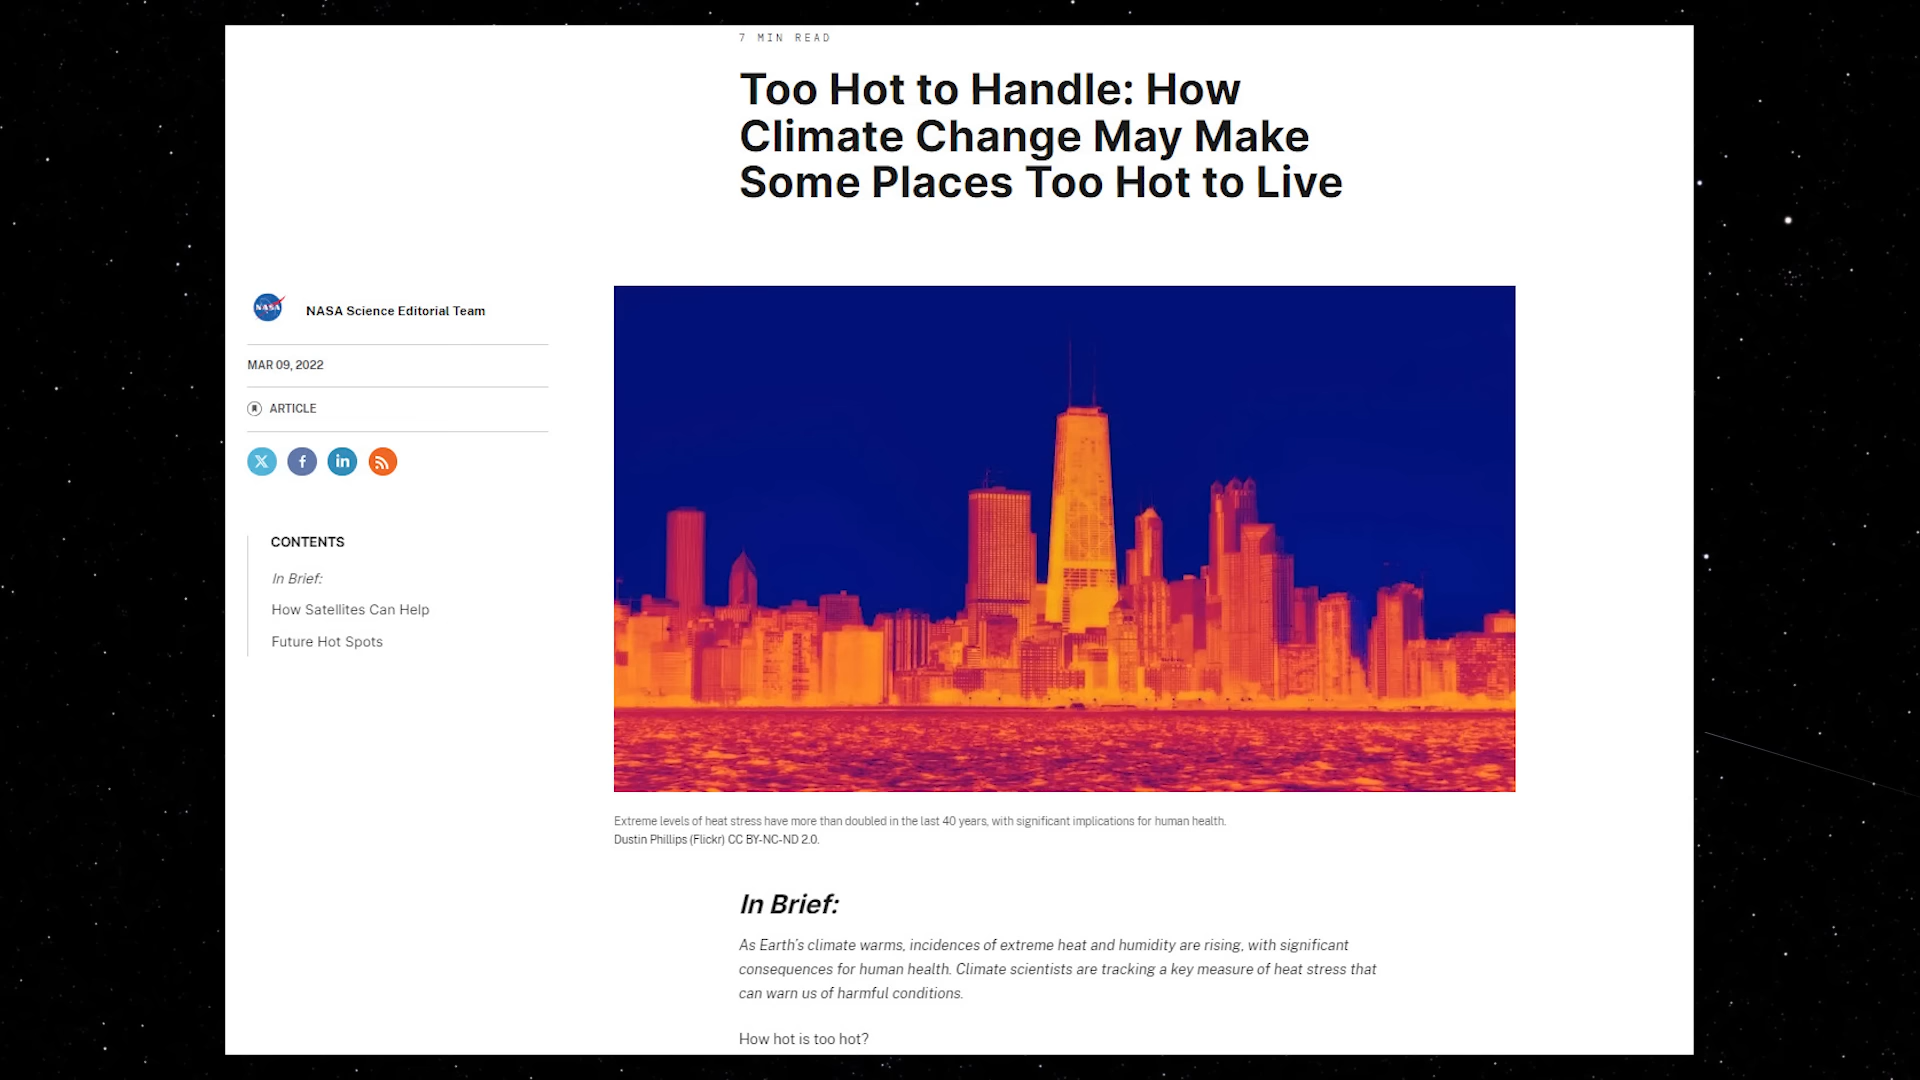 7 MIN READ
Too Hot to Handle: How
Climate Change May Make
Some Places Too Hot to Live
NASA
NASA Science Editorial Team
MAR 09, 2022
ARTICLE
CONTENTS
In Brief:
How Satellites Can Help
Future Hot Spots
Extreme levels of heat stress have more than doubled in the last 40 years, with significant implications for human health.
Dustin Phillips (Flickr) CC BY-NC-ND 2.0.
In Brief:
As Earth's climate warms, incidences of extreme heat and humidity are rising, with significant
consequences for human health. Climate scientists are tracking a key measure of heat stress that
can warn us of harmful conditions.
How hot is too hot?